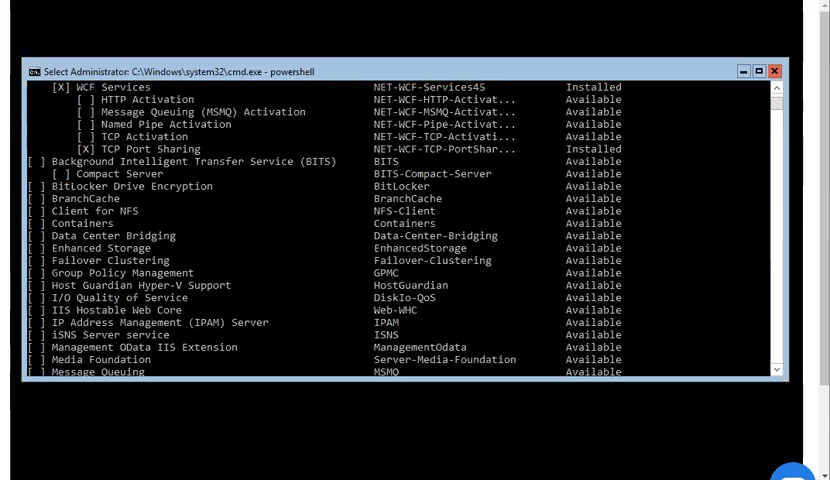 Select Administrator: C:\Windows\system32\cmd.exe - powershell
[X] WCF Services NET-WCF-Services45 Installed
[ ] HTTP Activation NET-WCF-HTTP-Activat... Available
[ ] Message Queuing (MSMQ) Activation NET-WCF-MSMQ-Activat... Available
[ ] Named Pipe Activation NET-WCF-Pipe-Activat... Available
[ ] TCP Activation NET-WCF-TCP-Activati... Available
[X] TCP Port Sharing NET-WCF-TCP-PortShar... Installed
[ ] Background Intelligent Transfer Service (BITS) BITS Available
[ ] Compact Server BITS-Compact-Server Available
[ ] BitLocker Drive Encryption BitLocker Available
[ ] BranchCache BranchCache Available
[ ] Client for NFS NFS-Client Available
[ ] Containers Containers Available
[ ] Data Center Bridging Data-Center-Bridging Available
[ ] Enhanced Storage EnhancedStorage Available
[ ] Failover Clustering Failover-Clustering Available
[ ] Group Policy Management GPMC Available
[ ] Host Guardian Hyper-V Support HostGuardian Available
[ ] I/O Quality of Service DiskIo-QoS Available
[ ] IIS Hostable Web Core Web-WHC Available
[ ] IP Address Management (IPAM) Server IPAM Available
[ ] iSNS Server service ISNS Available
[ ] Management OData IIS Extension ManagementOdata Available
[ ] Media Foundation Server-Media-Foundation Available
[ ] Message Queuing MSMQ Available